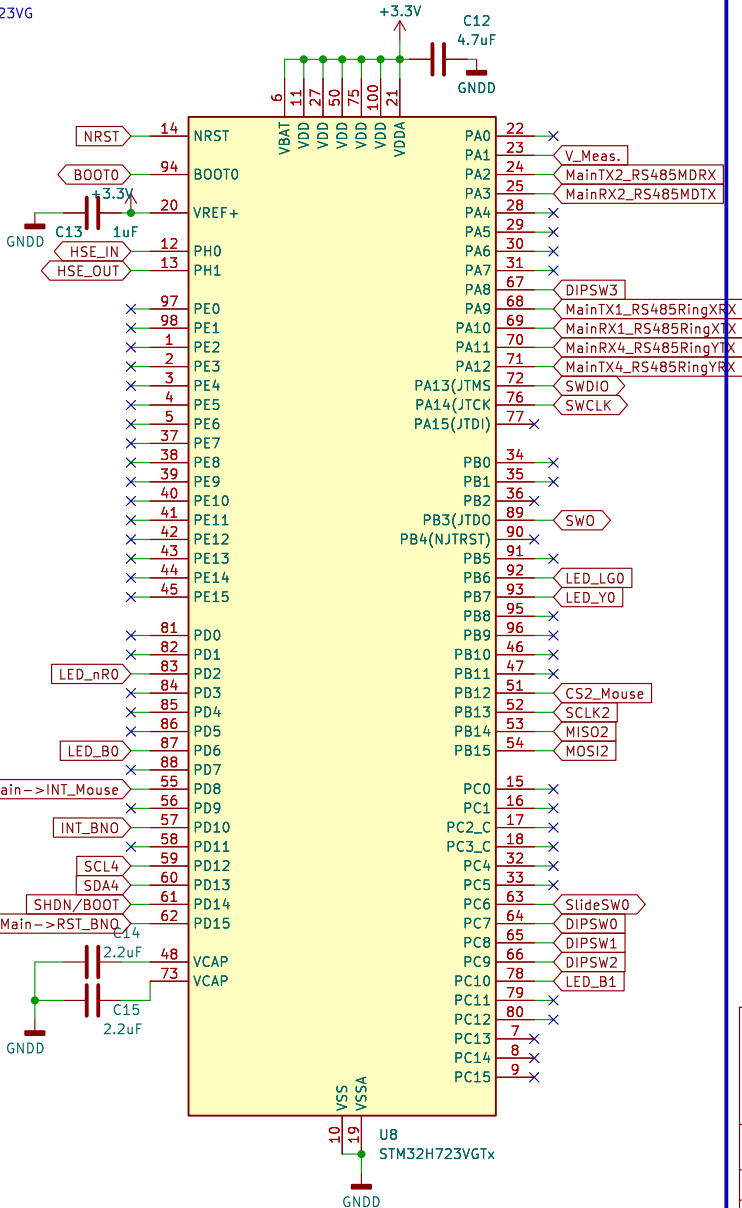 23VG
+3.3V
C12
4.7uF
GNDD
6
11
27
50
75
100
21
VBAT
VDD
VDD
VDD
VDD
VDD
VDDA
NRST 14 NRST
BOOT0 94 BOOT0
+3.3V
C13 1uF 20 VREF+
GNDD
HSE_IN 12 PH0
HSE_OUT 13 PH1
97 PE0
98 PE1
1 PE2
2 PE3
3 PE4
4 PE5
5 PE6
37 PE7
38 PE8
39 PE9
40 PE10
41 PE11
42 PE12
43 PE13
44 PE14
45 PE15
81 PD0
82 PD1
LED_nR0 83 PD2
84 PD3
85 PD4
86 PD5
LED_B0 87 PD6
88 PD7
ain->INT_Mouse 55 PD8
56 PD9
INT_BNO 57 PD10
58 PD11
SCL4 59 PD12
SDA4 60 PD13
SHDN/BOOT 61 PD14
Main->RST_BNO 62 PD15
C14
2.2uF 48 VCAP
73 VCAP
C15
2.2uF
GNDD
PA0 22
PA1 23 V_Meas.
PA2 24 MainTX2_RS485MDRX
PA3 25 MainRX2_RS485MDTX
PA4 28
PA5 29
PA6 30
PA7 31
PA8 67 DIPSW3
PA9 68 MainTX1_RS485RingXRX
PA10 69 MainRX1_RS485RingXTX
PA11 70 MainRX4_RS485RingYTX
PA12 71 MainTX4_RS485RingYRX
PA13(JTMS 72 SWDIO
PA14(JTCK 76 SWCLK
PA15(JTDI) 77
PB0 34
PB1 35
PB2 36
PB3(JTDO 89 SWO
PB4(NJTRST) 90
PB5 91
PB6 92 LED_LG0
PB7 93 LED_Y0
PB8 95
PB9 96
PB10 46
PB11 47
PB12 51 CS2_Mouse
PB13 52 SCLK2
PB14 53 MISO2
PB15 54 MOSI2
PC0 15
PC1 16
PC2_C 17
PC3_C 18
PC4 32
PC5 33
PC6 63 SlideSW0
PC7 64 DIPSW0
PC8 65 DIPSW1
PC9 66 DIPSW2
PC10 78 LED_B1
PC11 79
PC12 80
PC13 7
PC14 8
PC15 9
VSS
VSSA
10
19
U8
STM32H723VGTx
GNDD